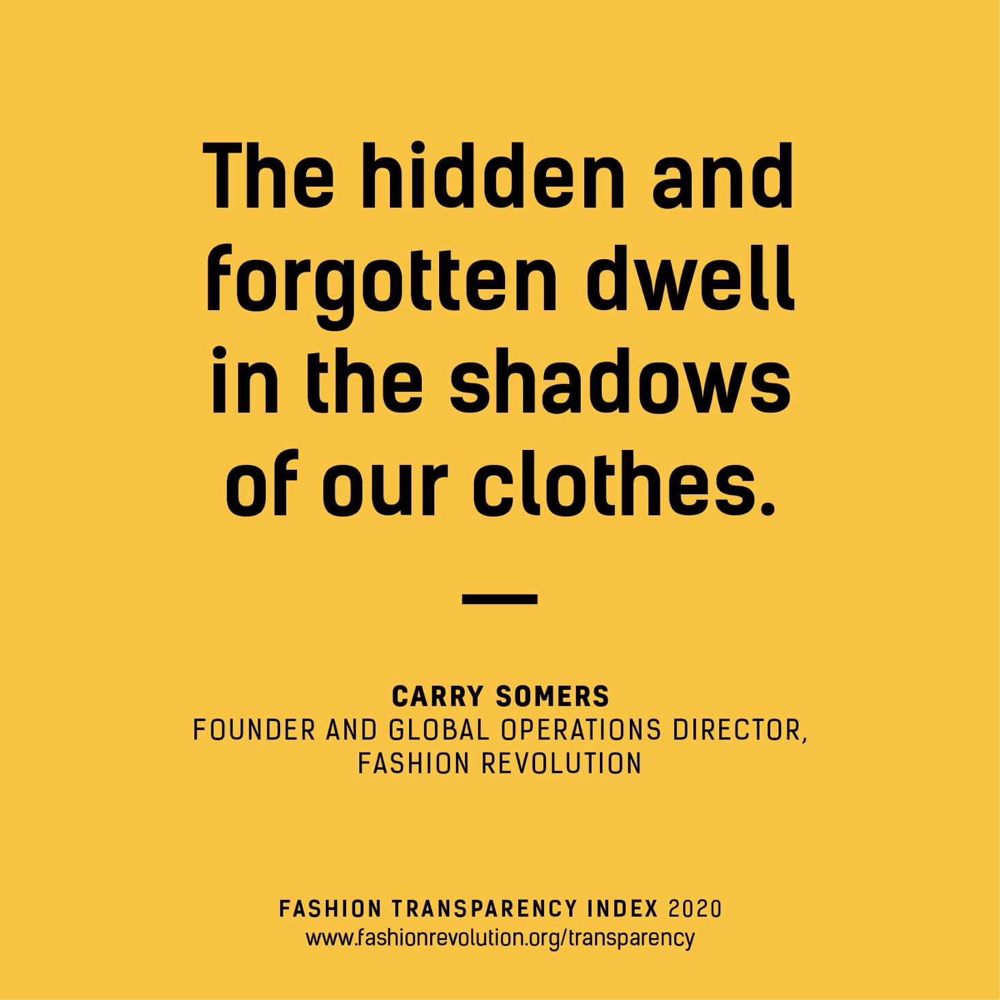 The hidden and
forgotten dwell
in the shadows
of our clothes.
—
CARRY SOMERS
FOUNDER AND GLOBAL OPERATIONS DIRECTOR,
FASHION REVOLUTION
FASHION TRANSPARENCY INDEX 2020
www.fashionrevolution.org/transparency